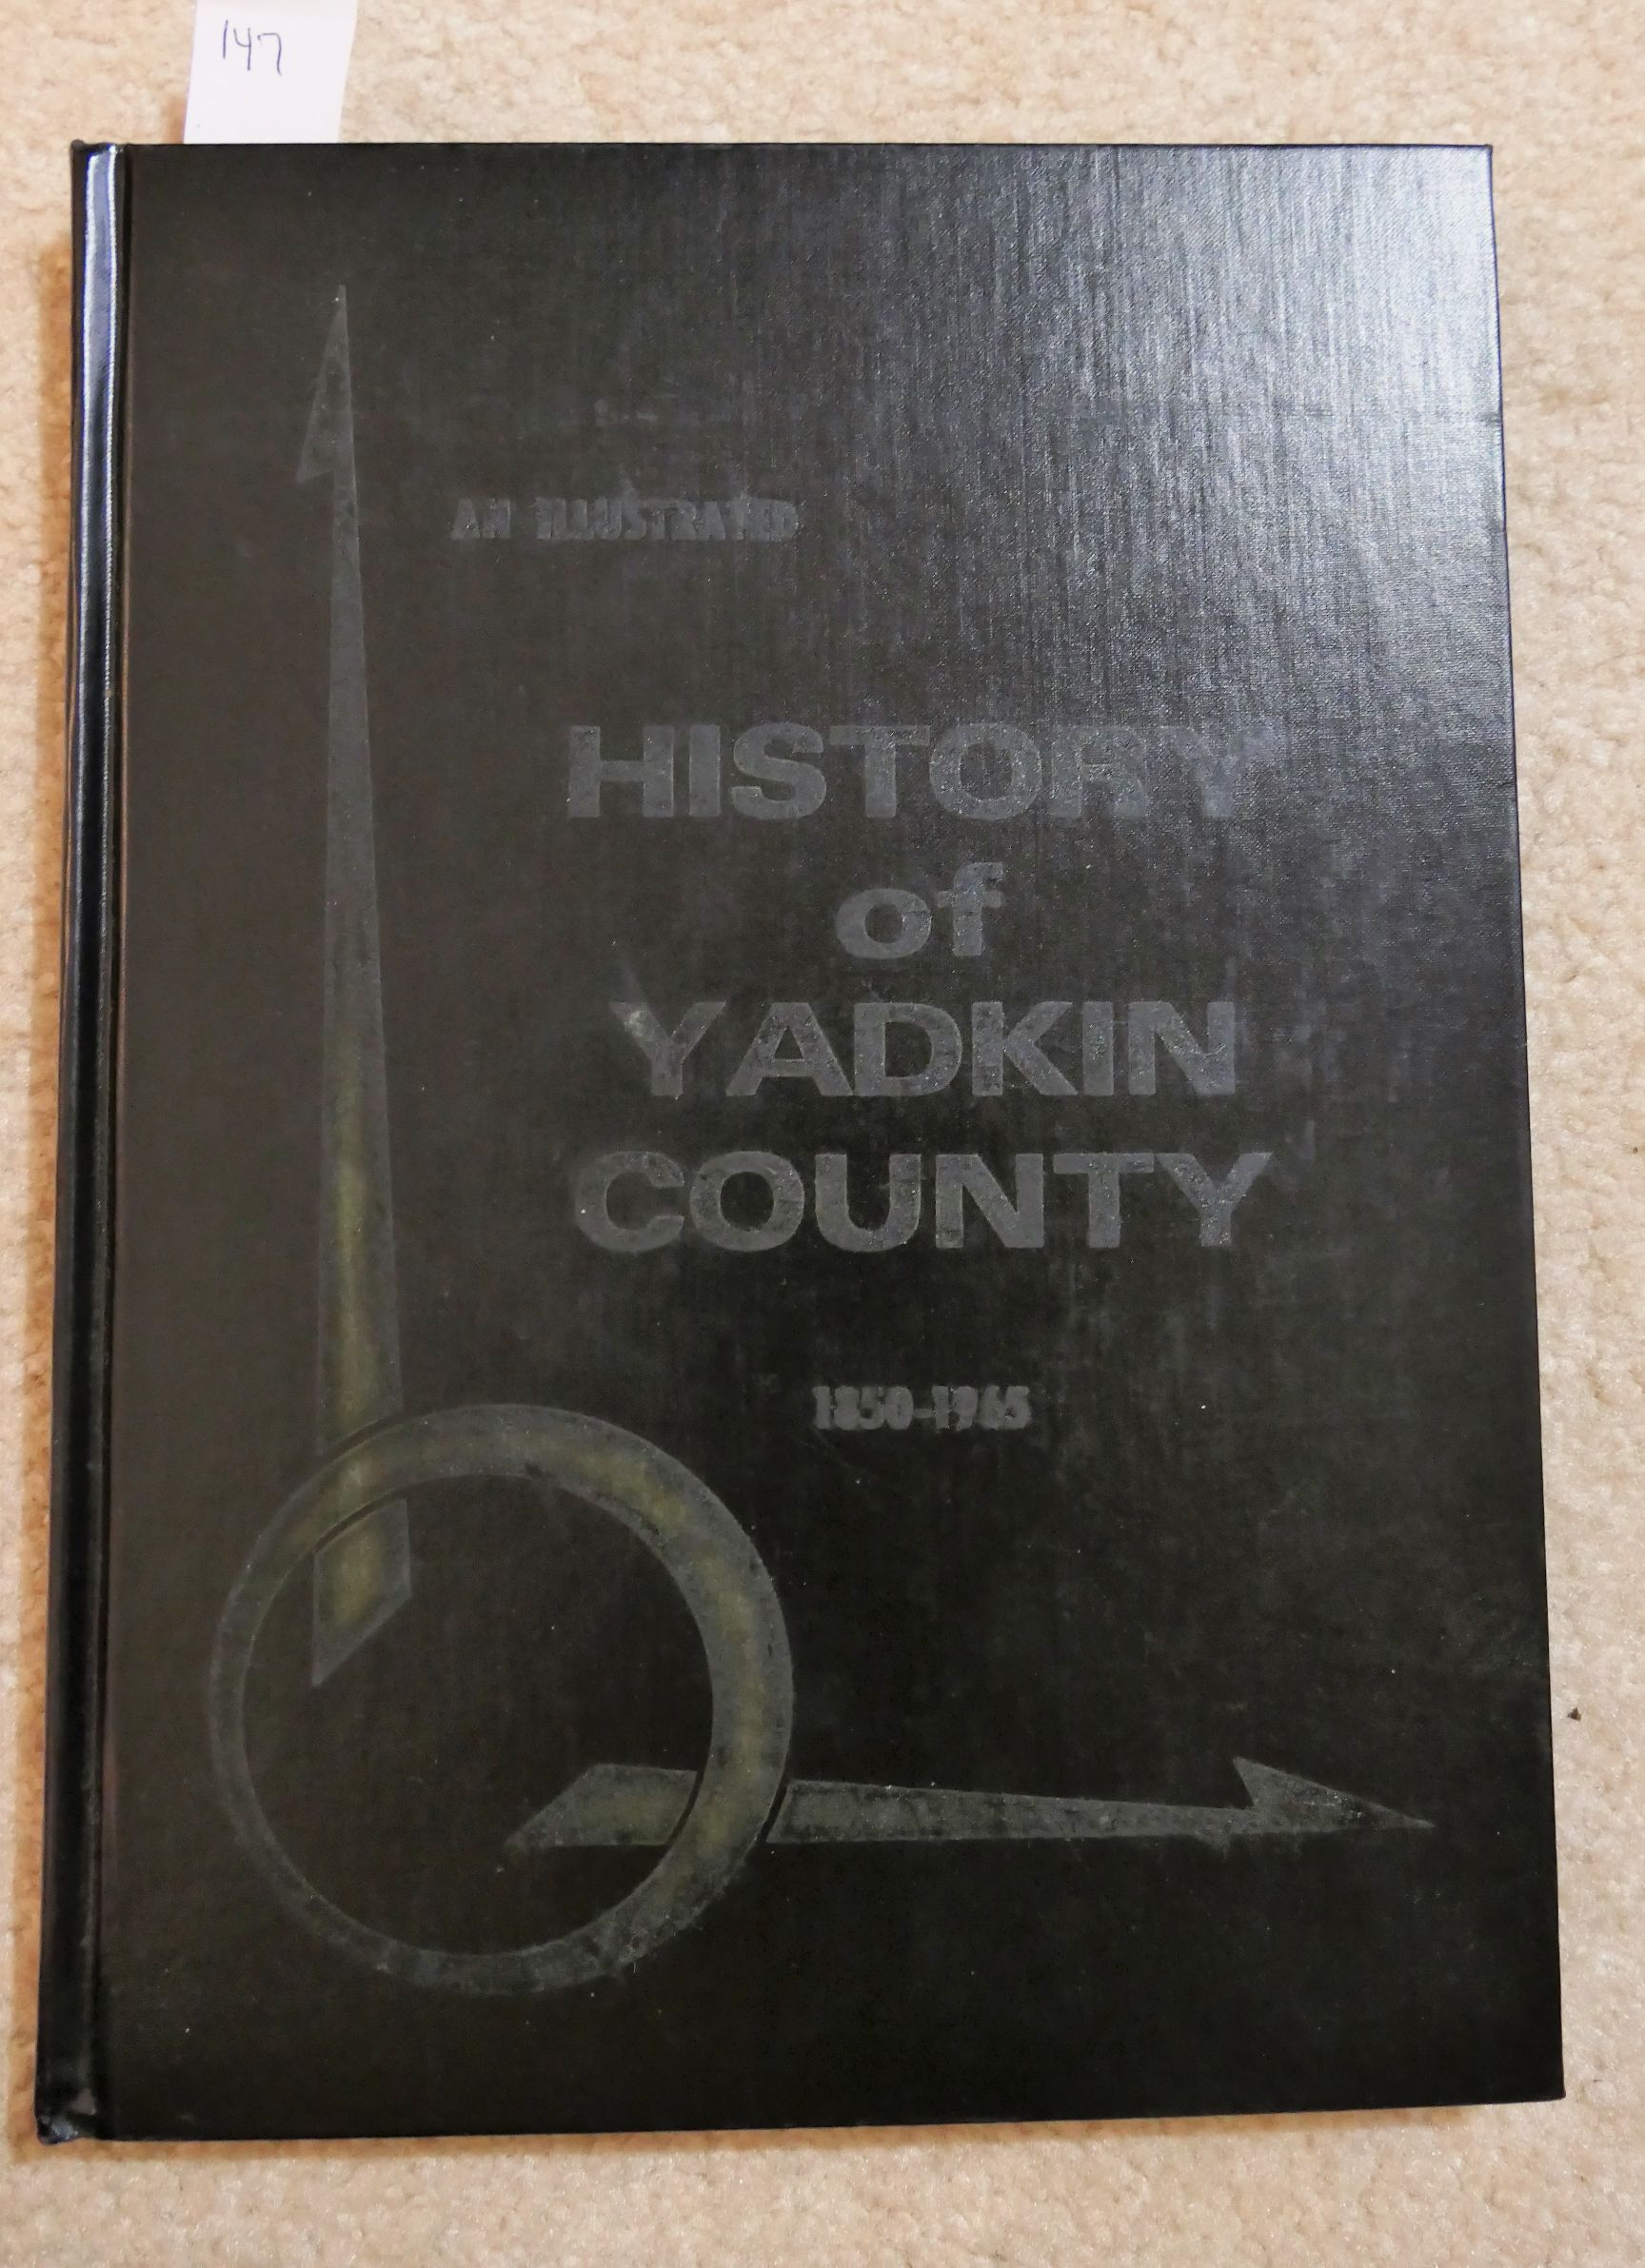 147
AN ILLUSTRATED
HISTORY
of
YADKIN
COUNTY
1850-1965